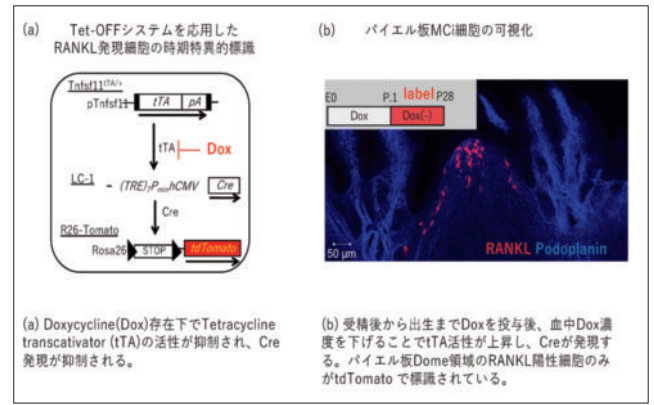 (a) Tet-OFFシステムを応用した
RANKL発現細胞の時期特異的標識
Tnfsf11tTA/+
pTnfsf11
tTA
pA
tTA
Dox
LC-1
(TRE)7PminhCMV
Cre
Cre
R26-Tomato
Rosa26
STOP
tdTomato
(a) Doxycycline(Dox)存在下でTetracycline
transcativator (tTA)の活性が抑制され、Cre
発現が抑制される。
(b) パイエル板MCi細胞の可視化
label
E0
P.1
P28
Dox
Dox(-)
50 μm
RANKL Podoplanin
(b) 受精後から出生までDoxを投与後、血中Dox濃
度を下げることでtTA活性が上昇し、Creが発現す
る。パイエル板Dome領域のRANKL陽性細胞のみ
がtdTomato で標識されている。